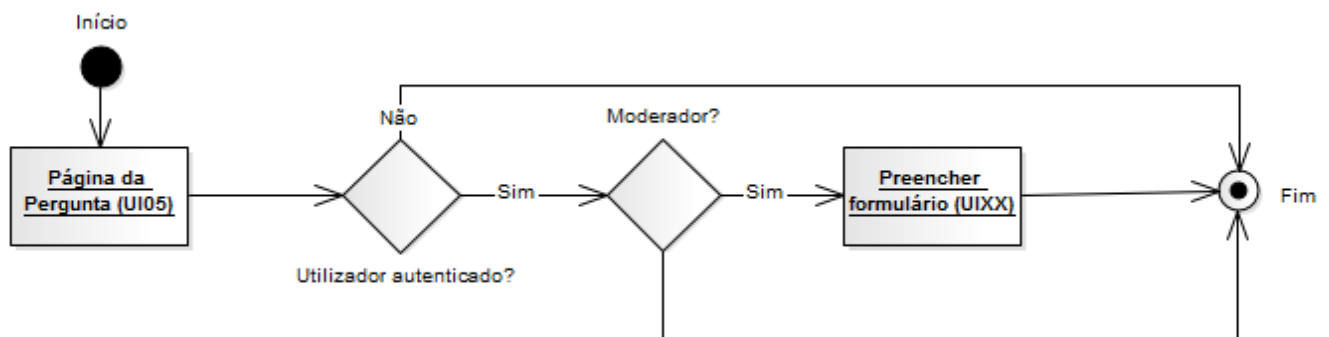 Início
Não
Moderador?
Página da
Pergunta (UI05)
Sim
Sim
Preencher
formulário (UIXX)
Fim
Utilizador autenticado?